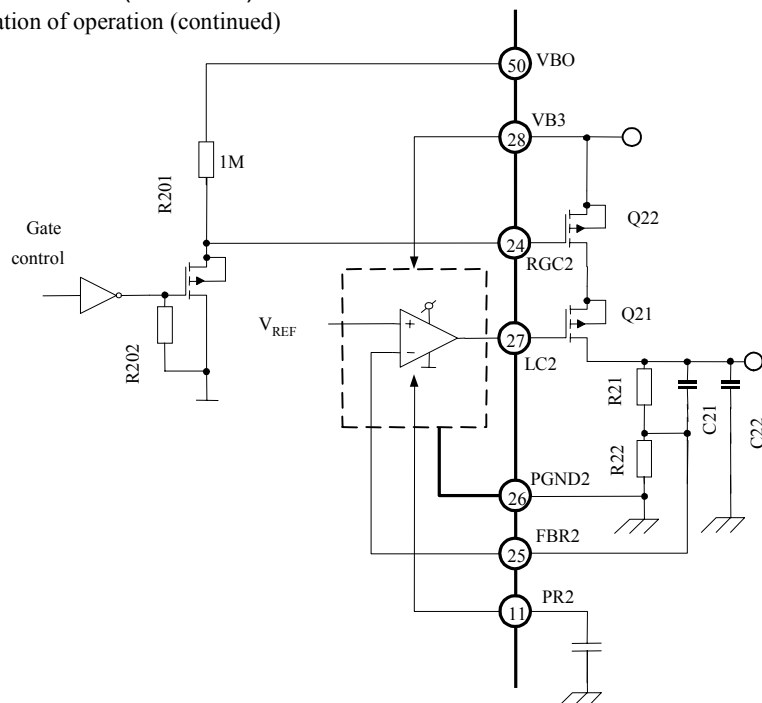 ation of operation (continued)
50
VBO
VB3
28
1M
R201
Gate
control
24
RGC2
Q22
VREF
+
−
27
LC2
Q21
R202
R21
C21
C22
R22
PGND2
26
FBR2
25
PR2
11